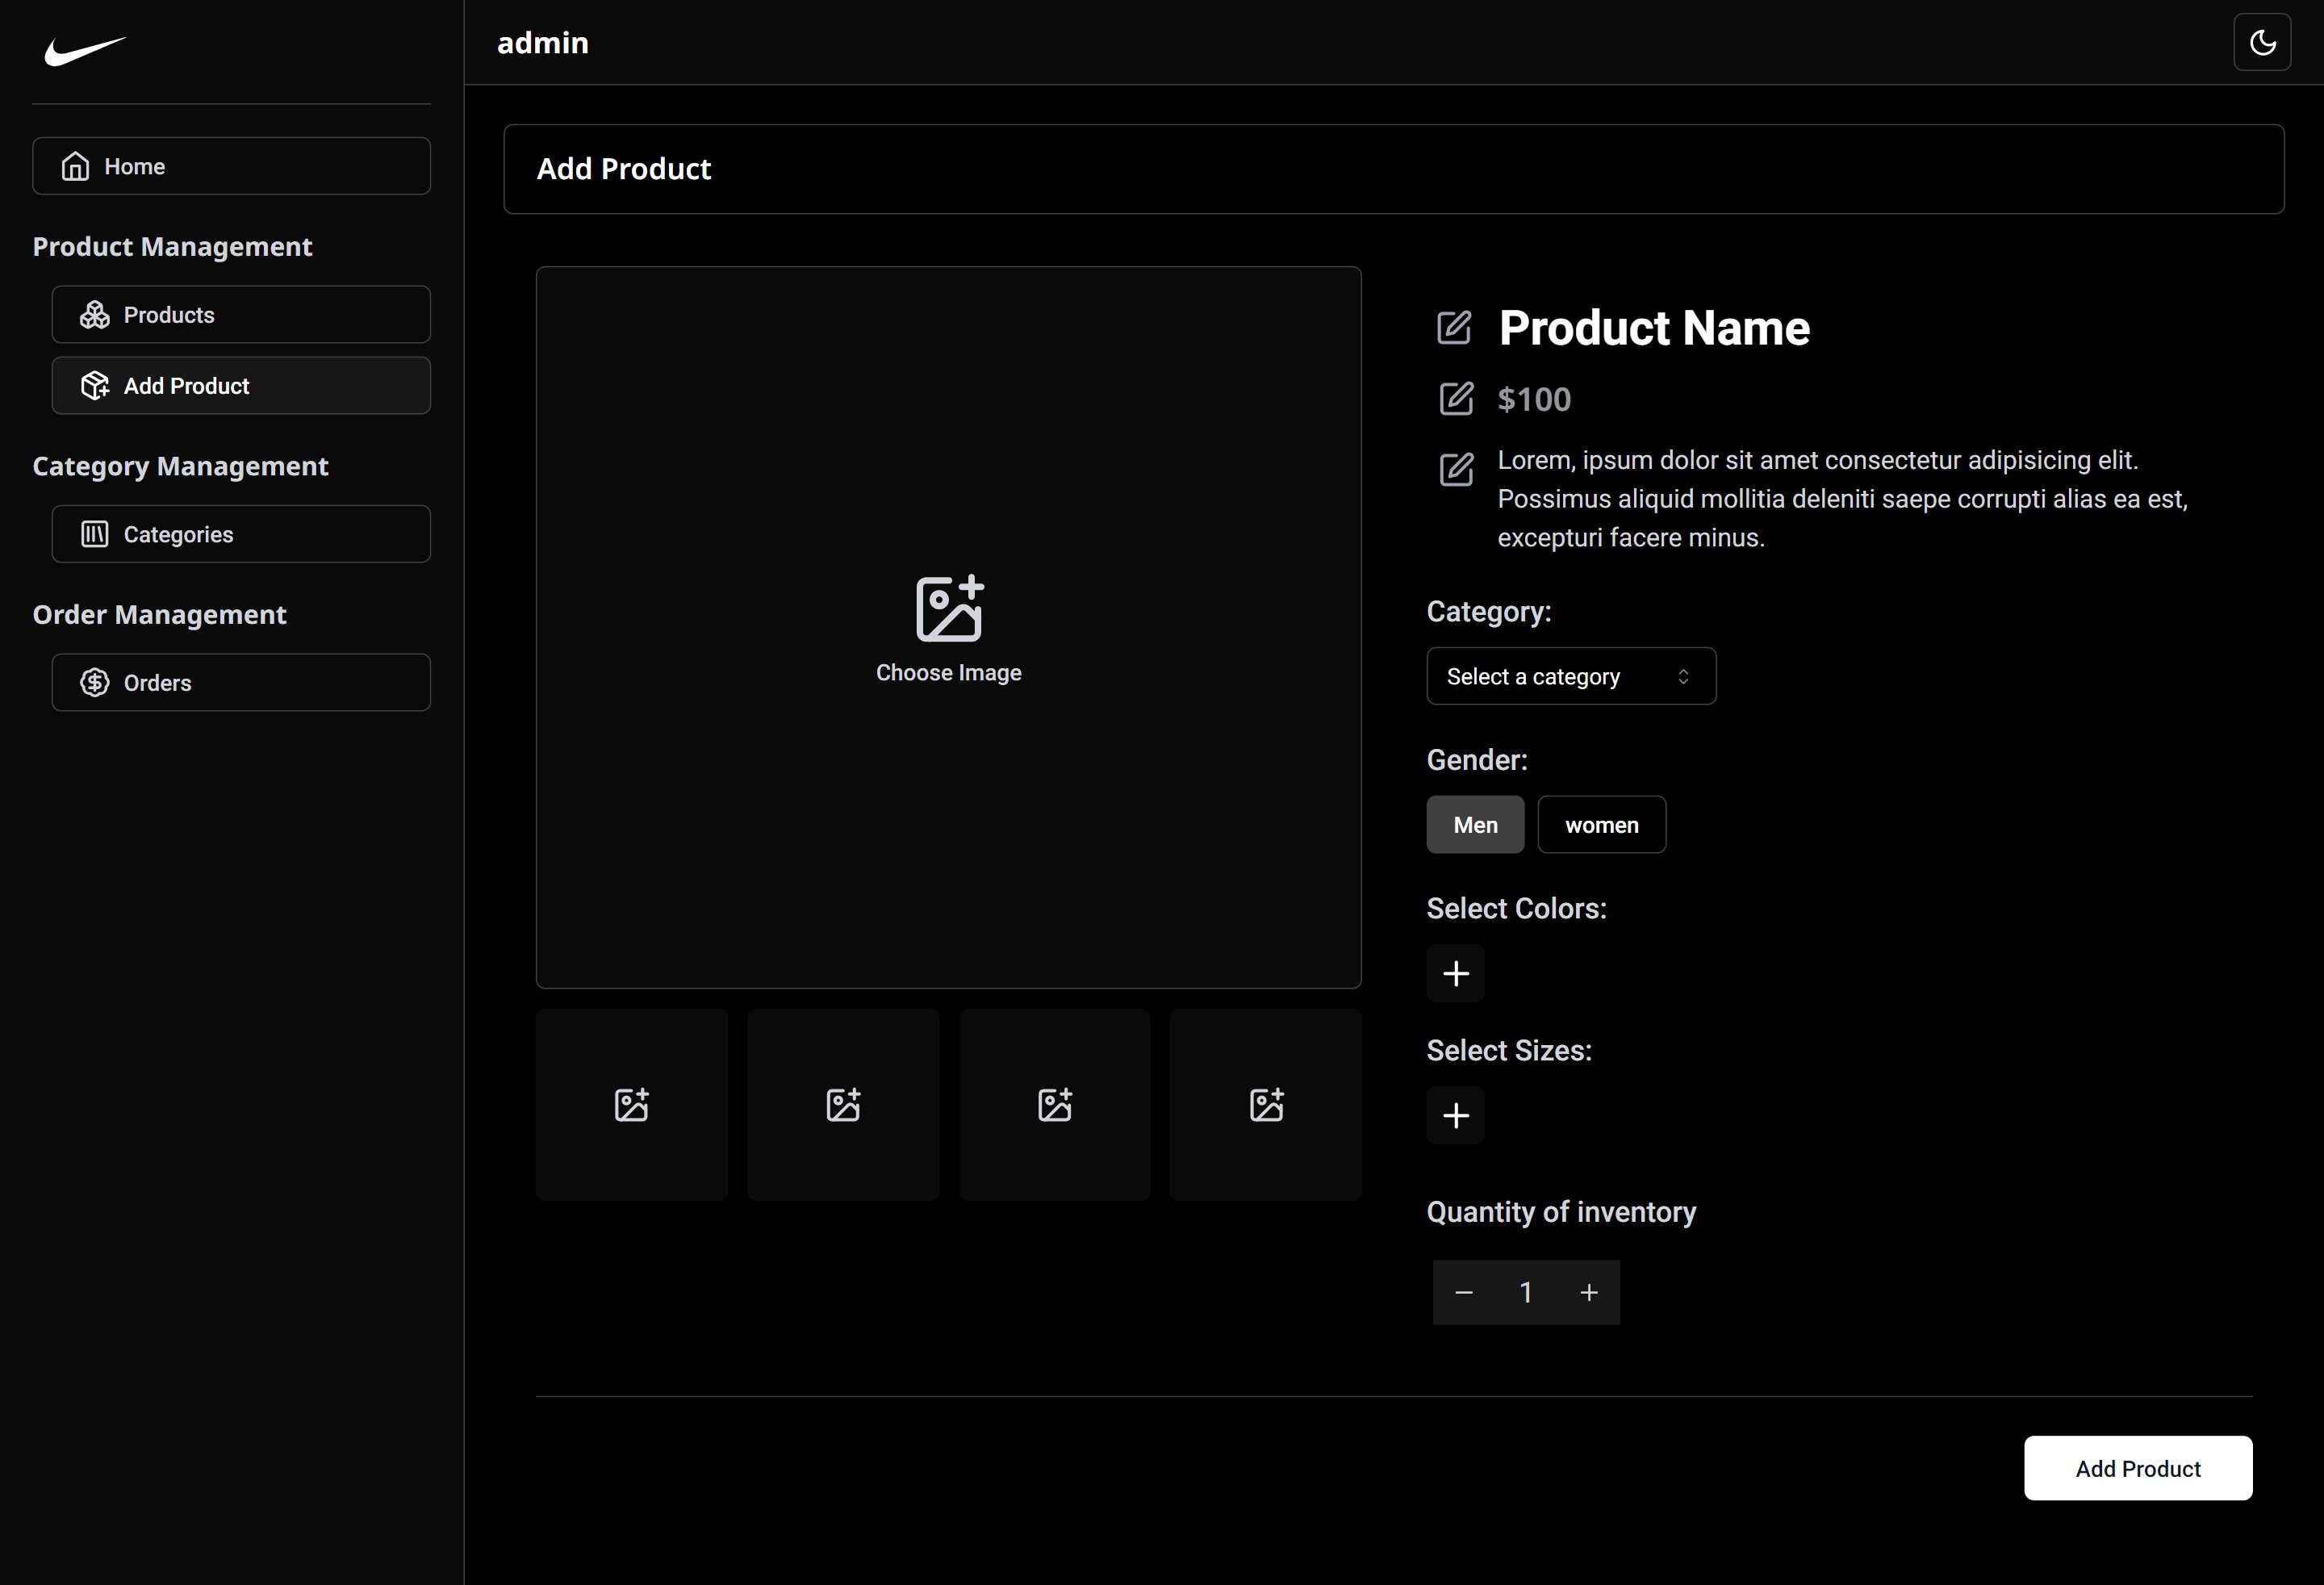 admin
Home
Product Management
Products
Add Product
Category Management
Categories
Order Management
Orders
Add Product
Choose Image
Product Name
$100
Lorem, ipsum dolor sit amet consectetur adipisicing elit.
Possimus aliquid mollitia deleniti saepe corrupti alias ea est,
excepturi facere minus.
Category:
Select a category
Gender:
Men women
Select Colors:
Select Sizes:
Quantity of inventory
− 1 +
Add Product